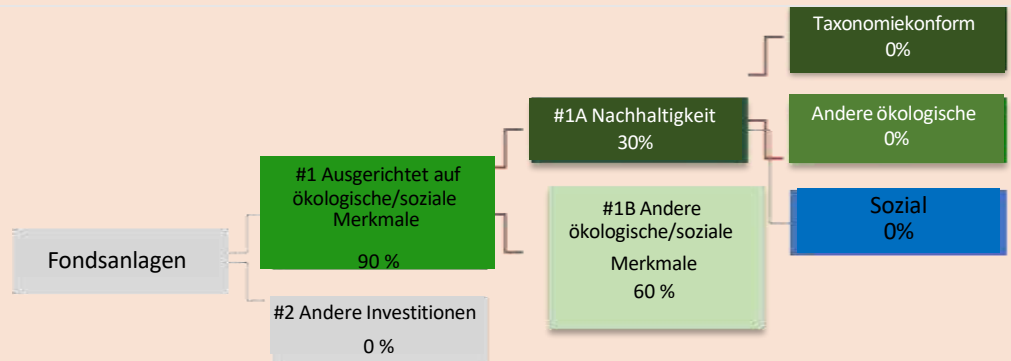 Taxonomiekonform
0%
#1A Nachhaltigkeit
30%
Andere ökologische
0%
#1 Ausgerichtet auf
ökologische/soziale
Merkmale
90 %
#1B Andere
ökologische/soziale
Merkmale
60 %
Sozial
0%
Fondsanlagen
#2 Andere Investitionen
0 %